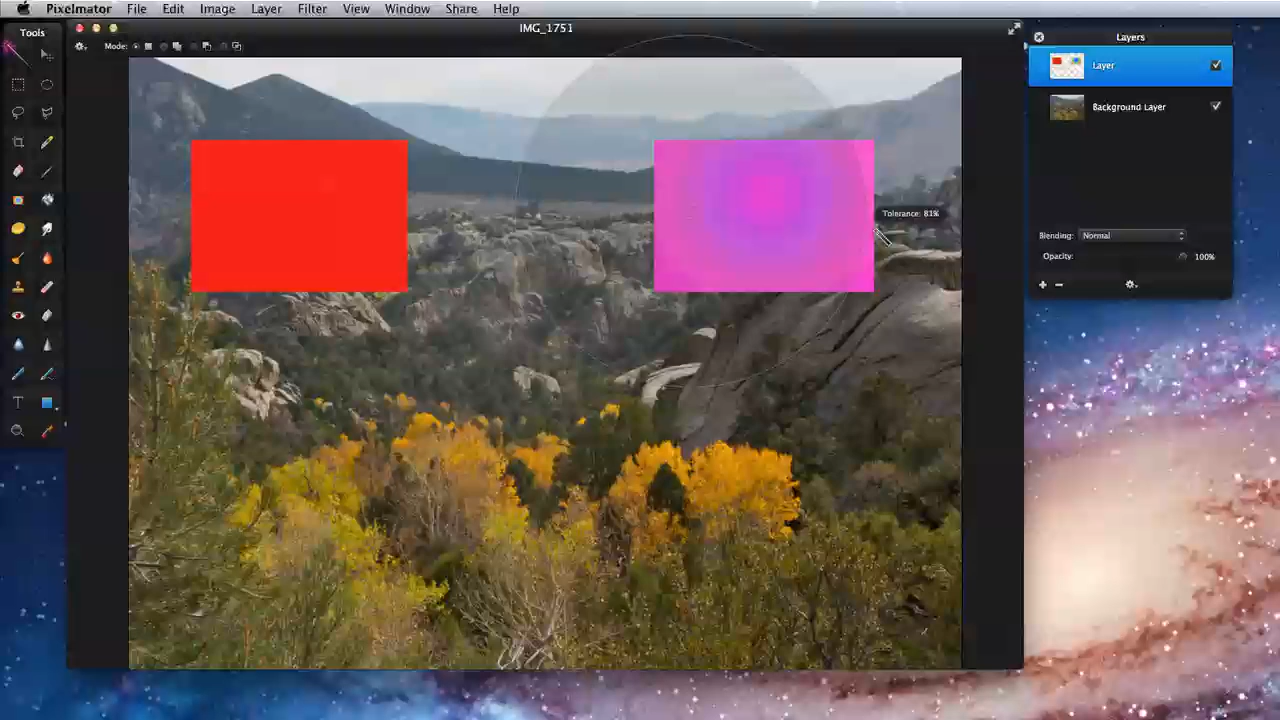 Pixelmator File Edit Image Layer Filter View Window Share Help
Tools
IMG_1751
Mode:
Layers
Layer
Background Layer
Tolerance: 81%
Blending: Normal
Opacity: 100%
T